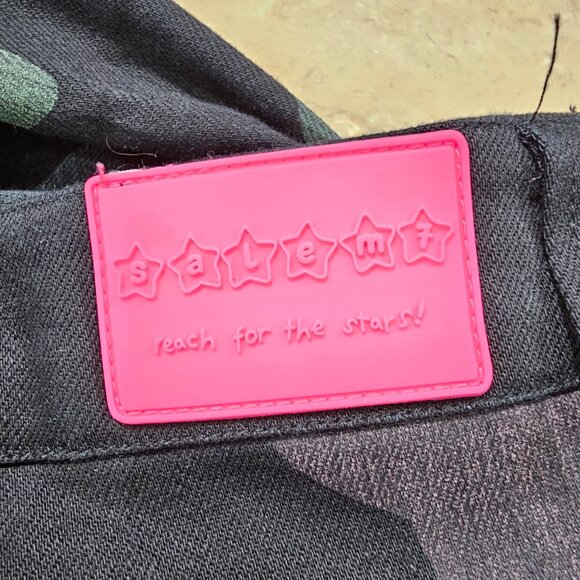 salem7
reach for the stars!